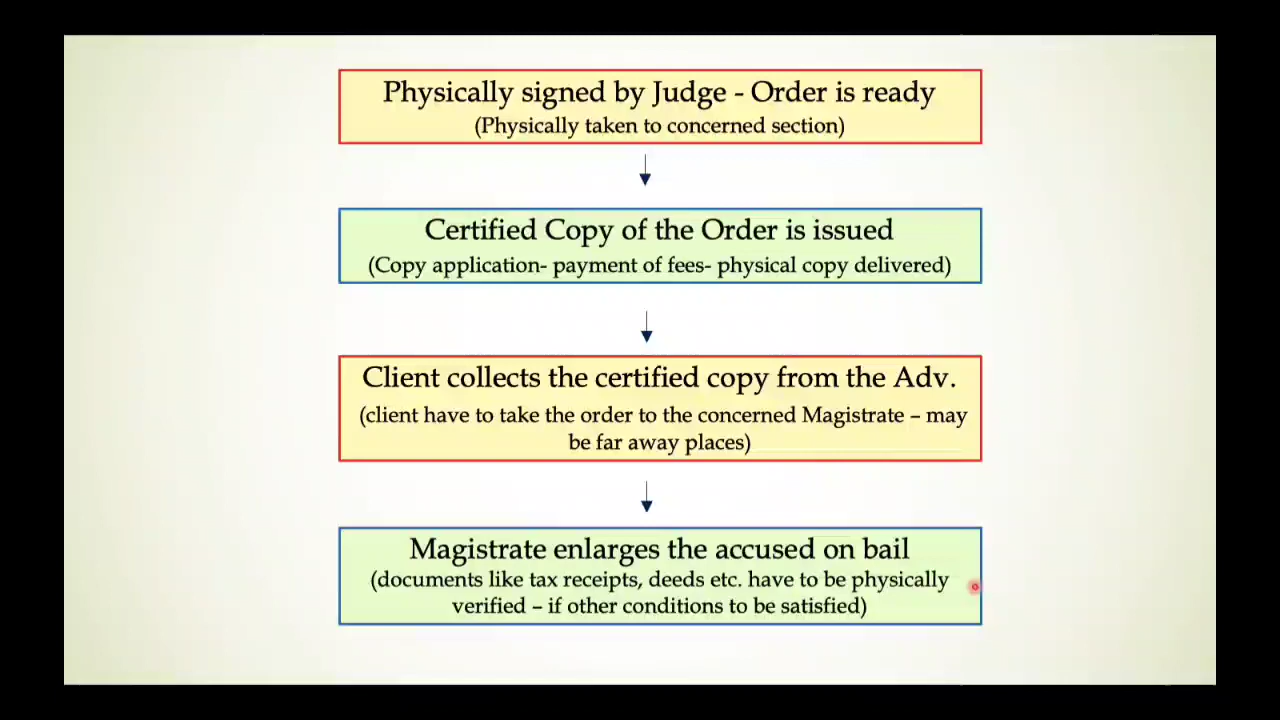 Physically signed by Judge - Order is ready
(Physically taken to concerned section)
Certified Copy of the Order is issued
(Copy application- payment of fees- physical copy delivered)
Client collects the certified copy from the Adv.
(client have to take the order to the concerned Magistrate – may
be far away places)
Magistrate enlarges the accused on bail
(documents like tax receipts, deeds etc. have to be physically
verified – if other conditions to be satisfied)